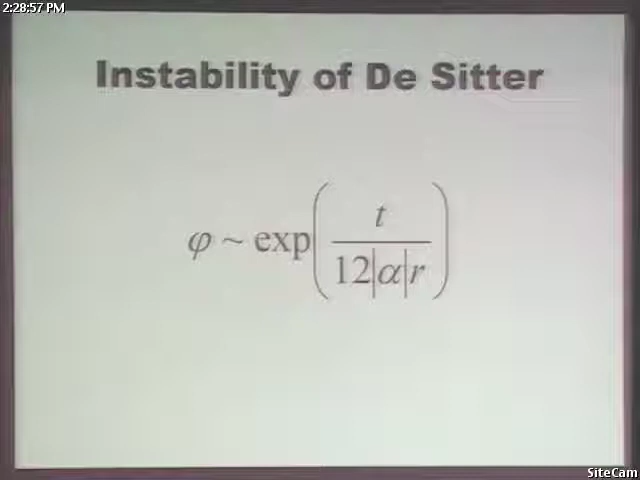 2:28:57 PM
Instability of De Sitter
φ ~ exp(t / 12|α|r)
SiteCam